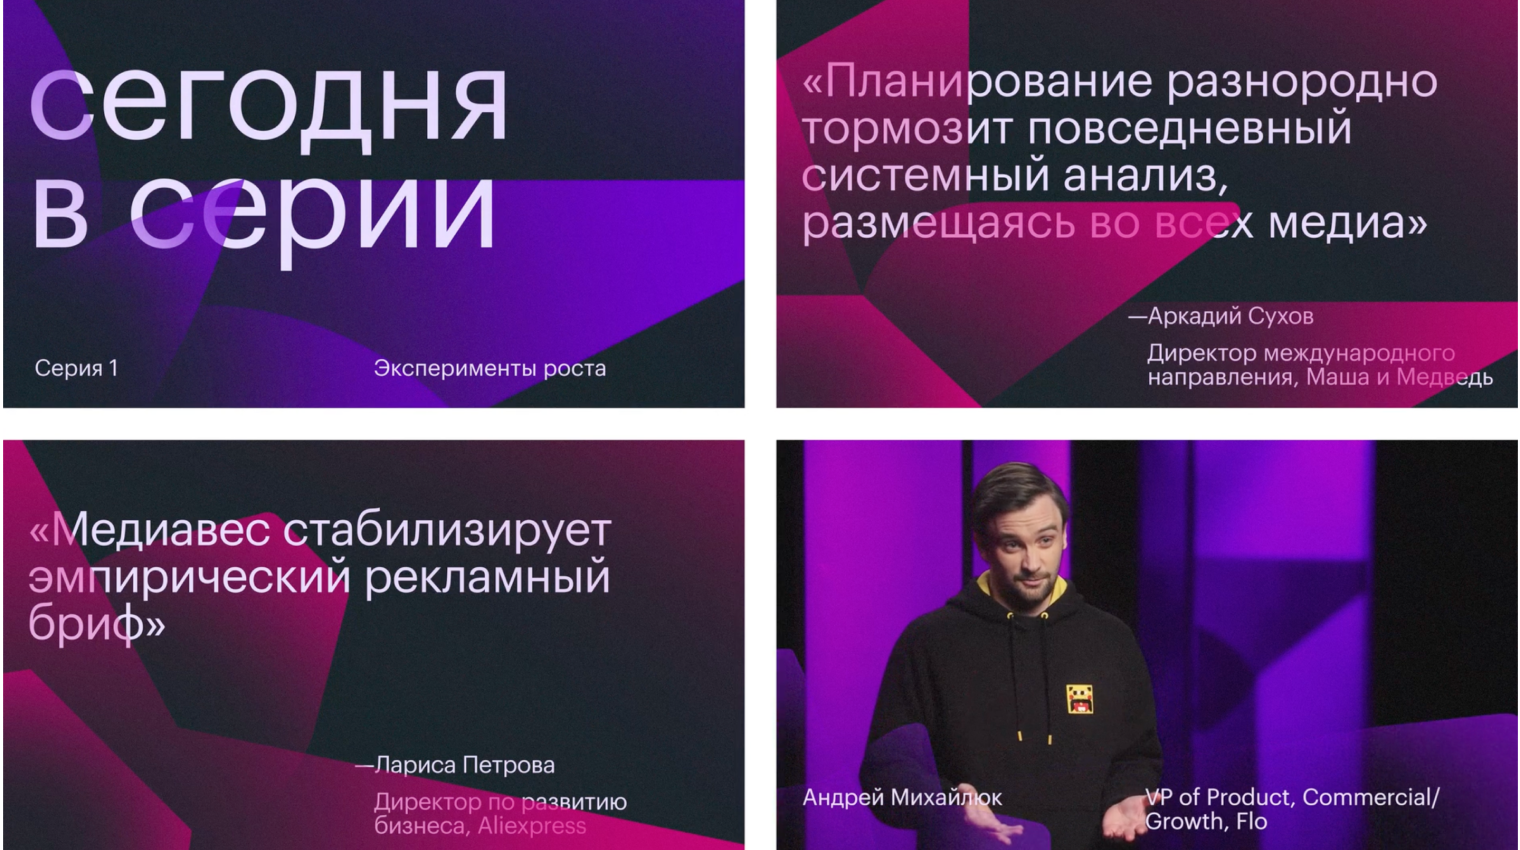 сегодня
в серии
Серия 1
Эксперименты роста
«Планирование разнородно
тормозит повседневный
системный анализ,
размещаясь во всех медиа»
—Аркадий Сухов
Директор международного
направления, Маша и Медведь
«Медиавес стабилизирует
эмпирический рекламный
бриф»
—Лариса Петрова
Директор по развитию
бизнеса, Aliexpress
Андрей Михайлюк
VP of Product, Commercial/
Growth, Flo